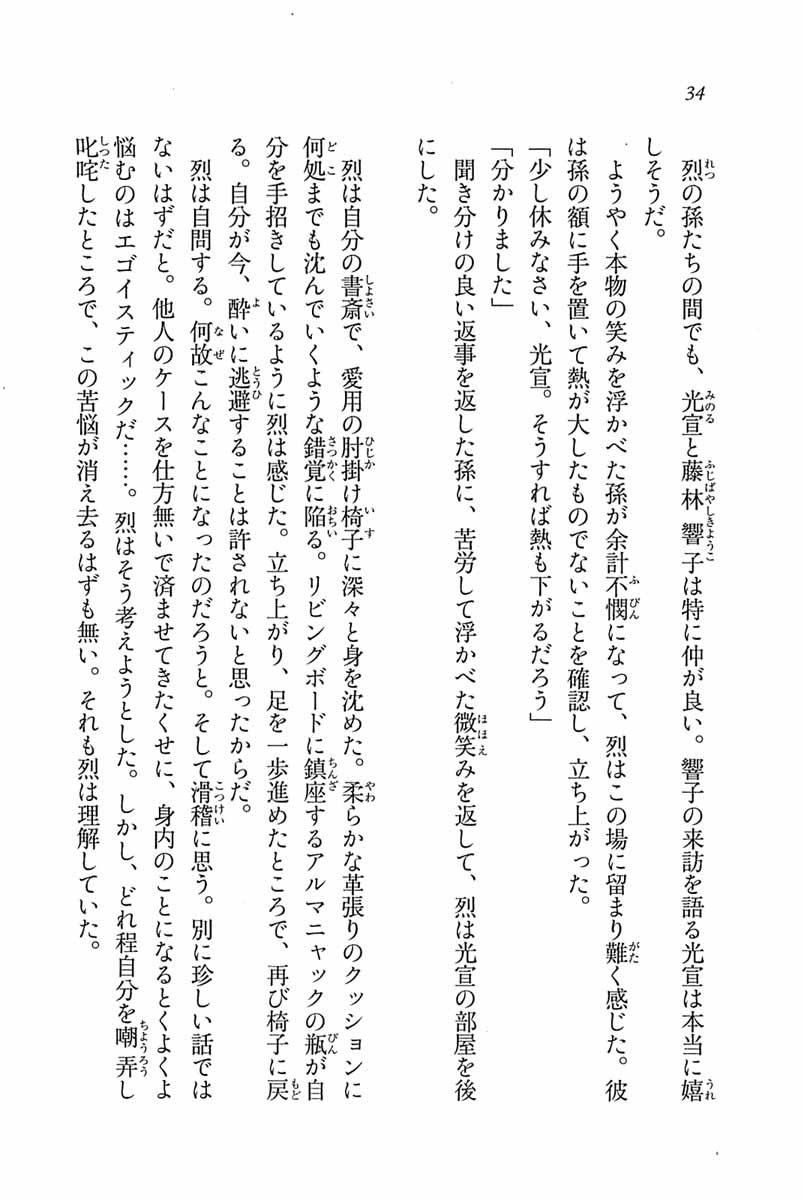 34
烈の孫たちの間でも、光宣と藤林響子は特に仲が良い。響子の来訪を語る光宣は本当に嬉
しそうだ。
ようやく本物の笑みを浮かべた孫が余計不憫になって、烈はこの場に留まり難く感じた。彼
は孫の額に手を置いて熱が大したものでないことを確認し、立ち上がった。
「少し休みなさい、光宣。そうすれば熱も下がるだろう」
「分かりました」
聞き分けの良い返事を返した孫に、苦労して浮かべた微笑みを返して、烈は光宣の部屋を後
にした。
烈は自分の書斎で、愛用の肘掛け椅子に深々と身を沈めた。柔らかな革張りのクッションに
何処までも沈んでいくような錯覚に陥る。リビングボードに鎮座するアルマニャックの瓶が自
分を手招きしているように烈は感じた。立ち上がり、足を一歩進めたところで、再び椅子に戻
る。自分が今、酔いに逃避することは許されないと思ったからだ。
烈は自問する。何故こんなことになったのだろうと。そして滑稽に思う。別に珍しい話では
ないはずだと。他人のケースを仕方無いで済ませてきたくせに、身内のことになるとくよくよ
悩むのはエゴイスティックだ……。烈はそう考えようとした。しかし、どれ程自分を嘲弄し
叱咤したところで、この苦悩が消え去るはずも無い。それも烈は理解していた。